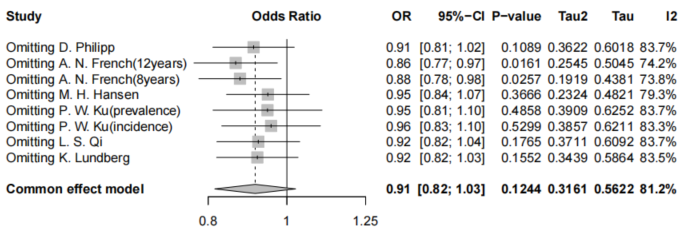 Study Odds Ratio OR 95%-CI P-value Tau2 Tau I2
Omitting D. Philipp 0.91 [0.81; 1.02] 0.1089 0.3622 0.6018 83.7%
Omitting A. N. French(12years) 0.86 [0.77; 0.97] 0.0161 0.2545 0.5045 74.2%
Omitting A. N. French(8years) 0.88 [0.78; 0.98] 0.0257 0.1919 0.4381 76.8%
Omitting M. H. Hansen 0.95 [0.84; 1.07] 0.3666 0.2324 0.4821 79.3%
Omitting P. W. Ku(prevalence) 0.95 [0.81; 1.10] 0.4858 0.3909 0.6252 83.7%
Omitting P. W. Ku(incidence) 0.96 [0.83; 1.10] 0.5299 0.3857 0.6211 83.3%
Omitting L. S. Qi 0.92 [0.82; 1.04] 0.1765 0.3711 0.6092 83.7%
Omitting K. Lundberg 0.92 [0.82; 1.03] 0.1552 0.3439 0.5864 83.5%
Common effect model 0.91 [0.82; 1.03] 0.1244 0.3161 0.5622 81.2%
0.8 1 1.25